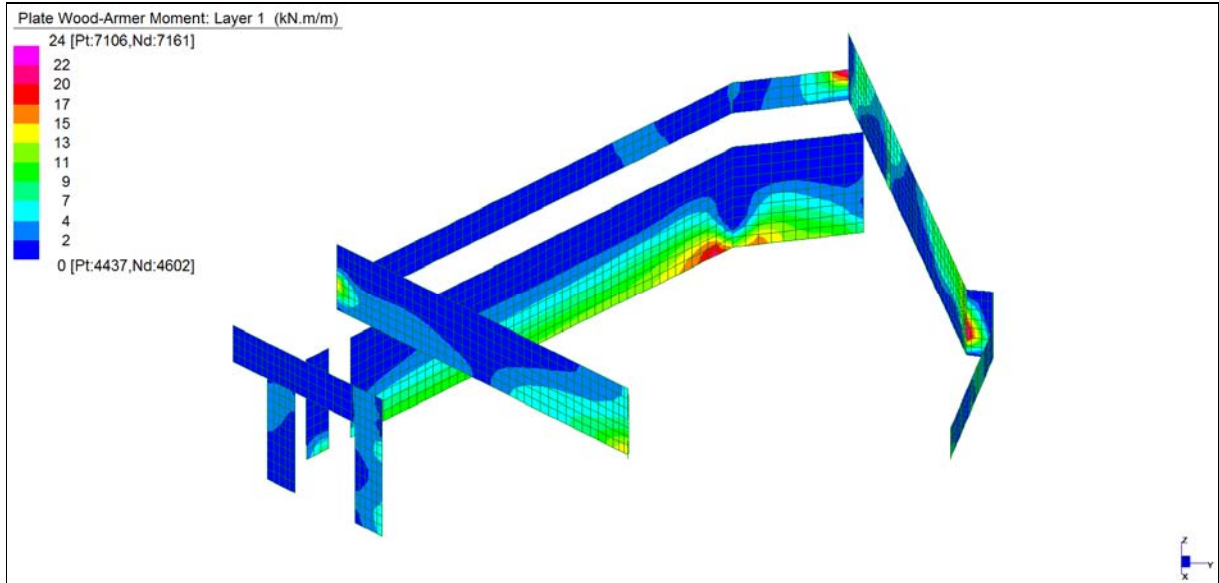 Plate Wood-Armer Moment: Layer 1 (kN.m/m)
24 [Pt:7106,Nd:7161]
22
20
17
15
13
11
9
7
4
2
0 [Pt:4437,Nd:4602]
Z
Y
X